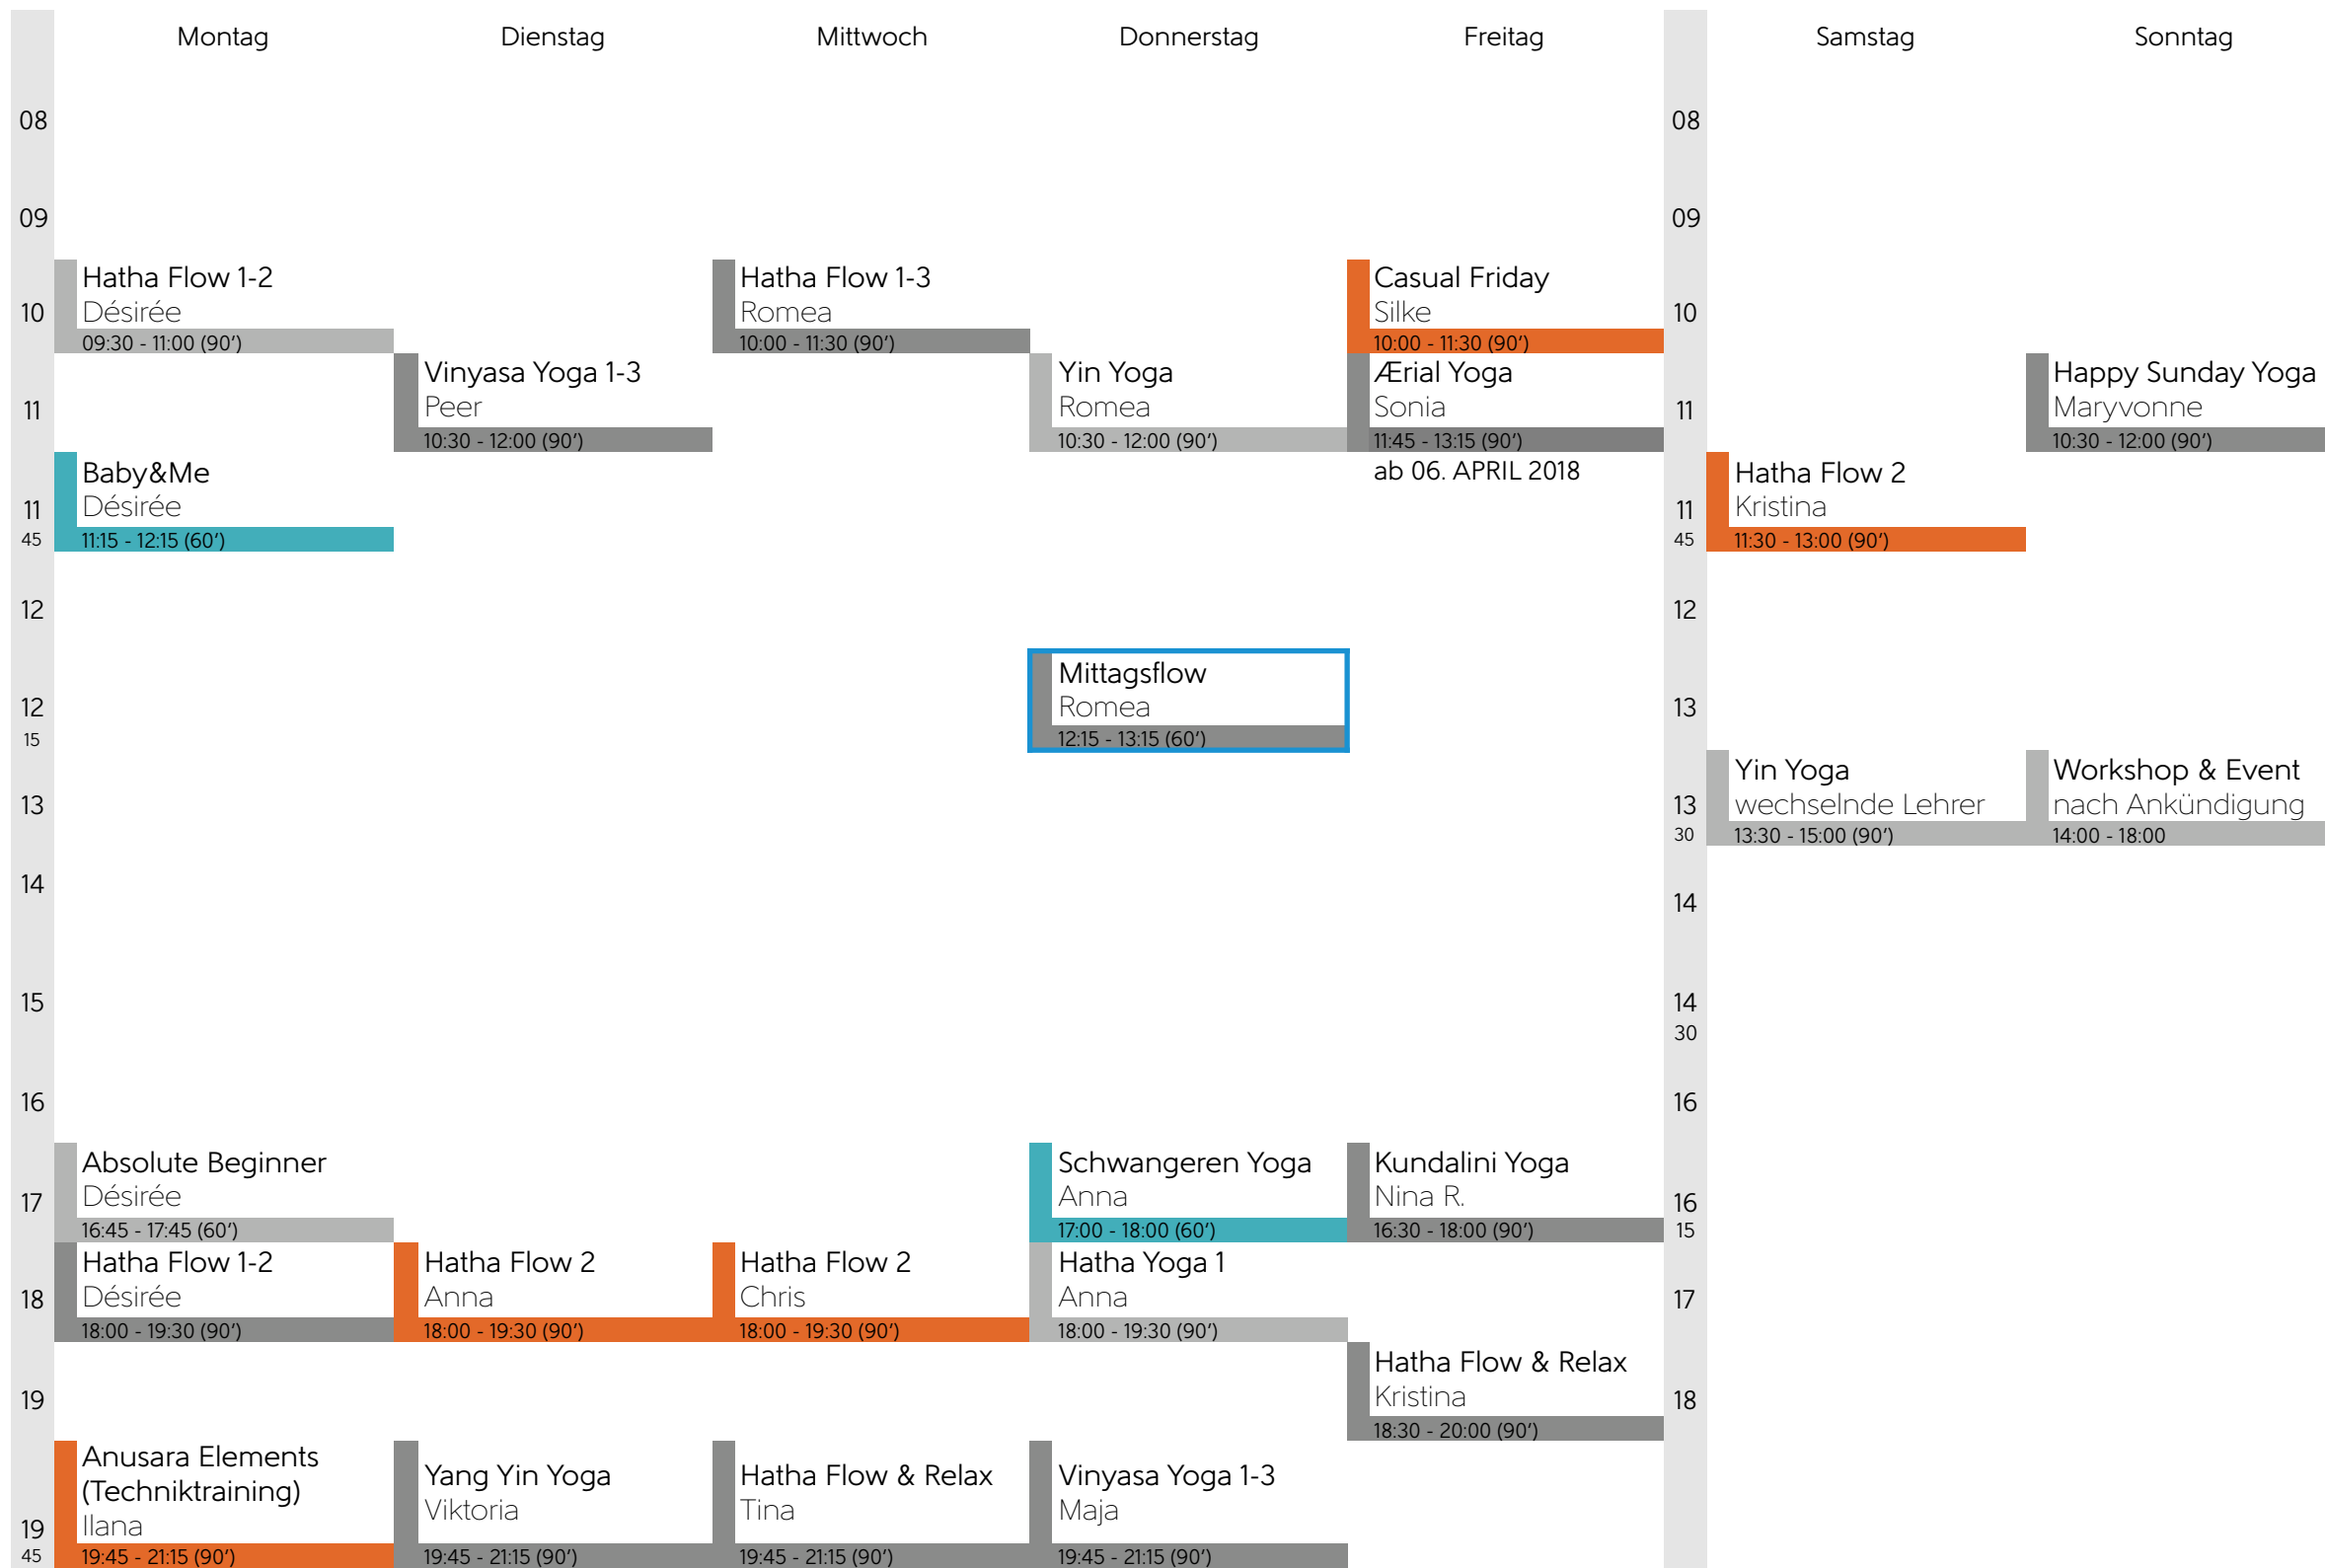 Montag Dienstag Mittwoch Donnerstag Freitag Samstag Sonntag
08 08
09 09
Hatha Flow 1-2 Hatha Flow 1-3 Casual Friday
10 Désirée Romea Silke 10
09:30 - 11:00 (90') 10:00 - 11:30 (90') 10:00 - 11:30 (90')
Vinyasa Yoga 1-3 Yin Yoga Ærial Yoga Happy Sunday Yoga
11 Peer Romea Sonia 11 Maryvonne
10:30 - 12:00 (90') 10:30 - 12:00 (90') 11:45 - 13:15 (90') 10:30 - 12:00 (90')
Baby&Me ab 06. APRIL 2018 Hatha Flow 2
11 Désirée 11 Kristina
45 11:15 - 12:15 (60') 45 11:30 - 13:00 (90')
12 12
Mittagsflow
12 Romea 13
15 12:15 - 13:15 (60')
Yin Yoga Workshop & Event
13 13 wechselnde Lehrer nach Ankündigung
30 13:30 - 15:00 (90') 14:00 - 18:00
14 14
15 14
30
16 16
Absolute Beginner Schwangeren Yoga Kundalini Yoga
17 Désirée Anna Nina R. 16
16:45 - 17:45 (60') 17:00 - 18:00 (60') 16:30 - 18:00 (90') 15
Hatha Flow 1-2 Hatha Flow 2 Hatha Flow 2 Hatha Yoga 1
18 Désirée Anna Chris Anna 17
18:00 - 19:30 (90') 18:00 - 19:30 (90') 18:00 - 19:30 (90') 18:00 - 19:30 (90')
Hatha Flow & Relax
19 Kristina 18
18:30 - 20:00 (90')
Anusara Elements
(Techniktraining) Yang Yin Yoga Hatha Flow & Relax Vinyasa Yoga 1-3
19 Ilana Viktoria Tina Maja
45 19:45 - 21:15 (90') 19:45 - 21:15 (90') 19:45 - 21:15 (90') 19:45 - 21:15 (90')